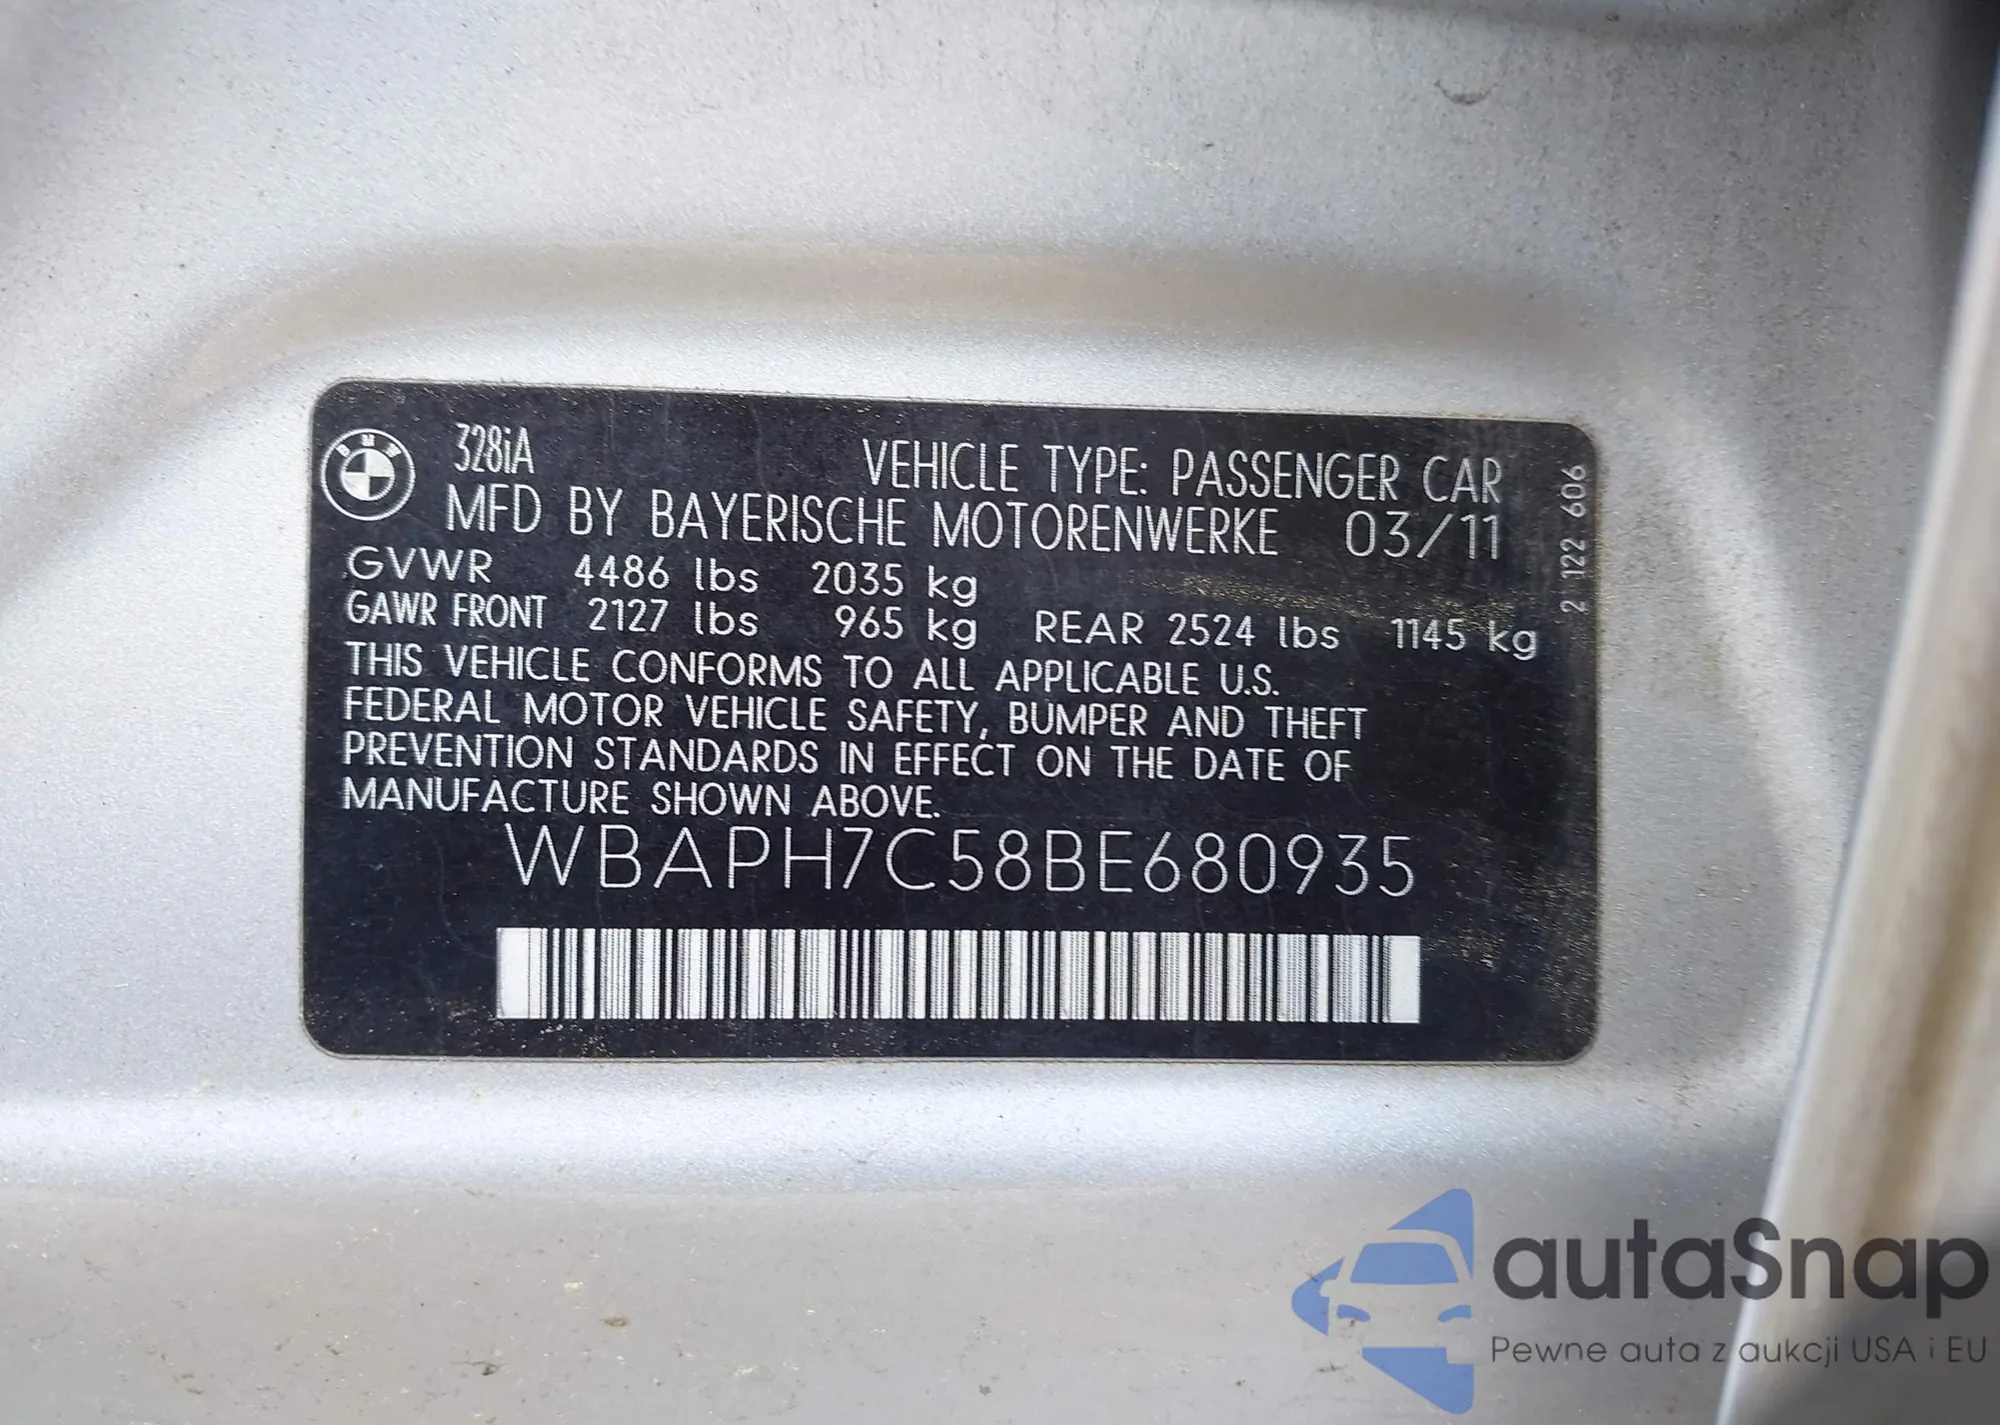 BMW
328iA
VEHICLE TYPE: PASSENGER CAR
MFD BY BAYERISCHE MOTORENWERKE 03/11
GVWR 4486 lbs 2035 kg
GAWR FRONT 2127 lbs 965 kg REAR 2524 lbs 1145 kg
THIS VEHICLE CONFORMS TO ALL APPLICABLE U.S.
FEDERAL MOTOR VEHICLE SAFETY, BUMPER AND THEFT
PREVENTION STANDARDS IN EFFECT ON THE DATE OF
MANUFACTURE SHOWN ABOVE.
WBAPH7C58BE680935
2 122 606
autaSnap
Pewne auta z aukcji USA i EU